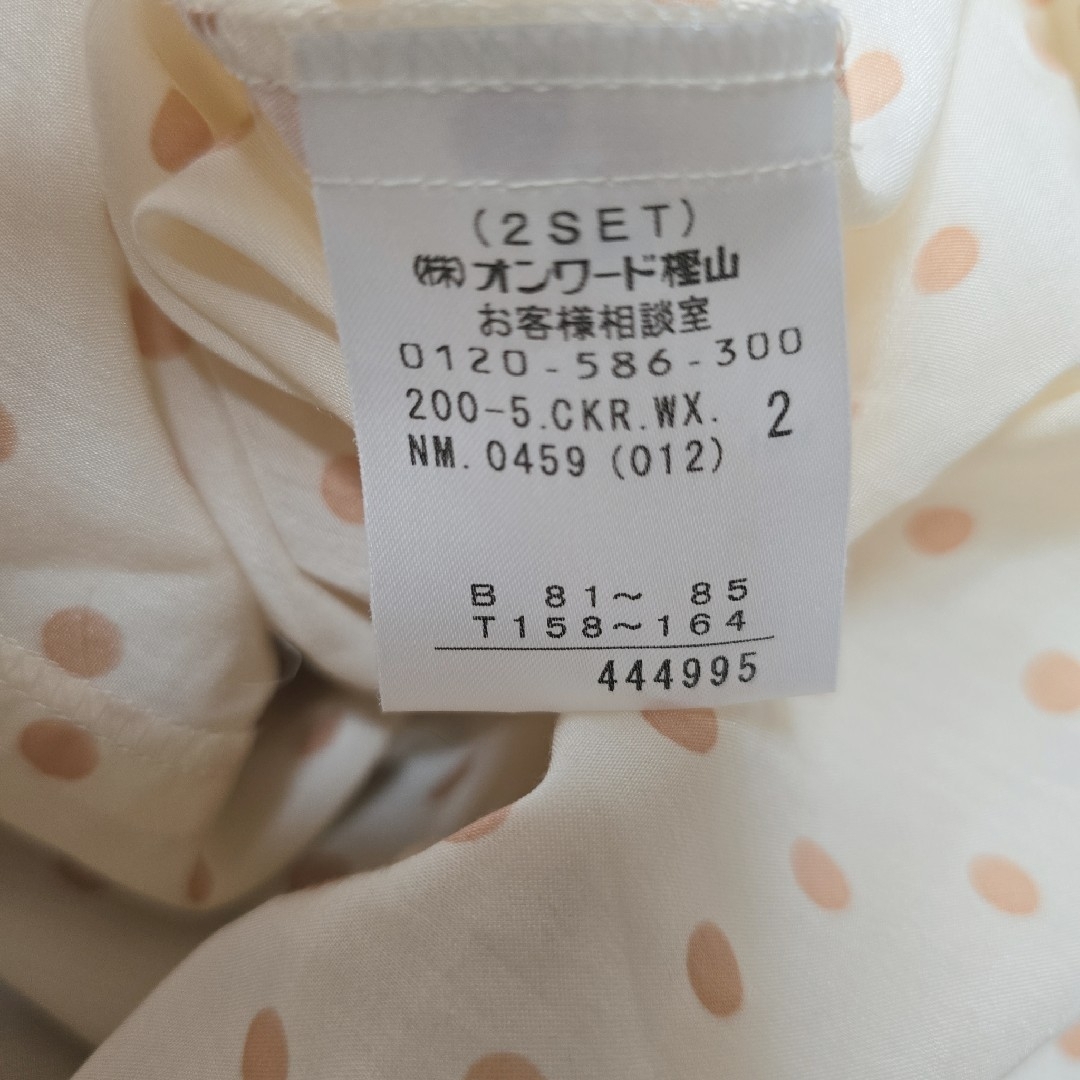 (2SET)
㈱オンワード樫山
お客様相談室
0120-586-300
200-5.CKR.WX. 2
NM.0459 (012)
B 81〜 85
T158〜164
444995